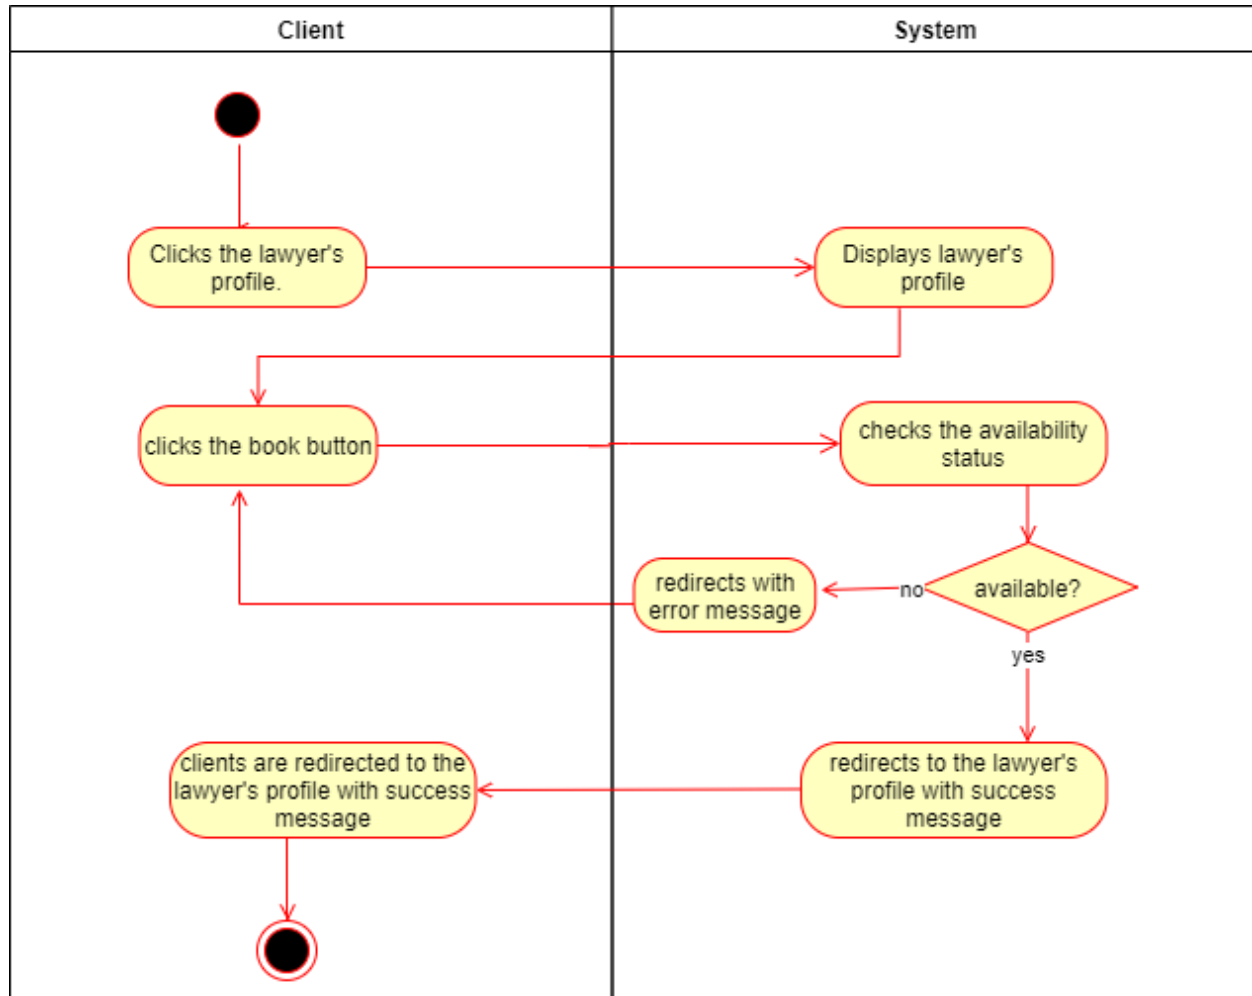 Client
System
Clicks the lawyer's
profile.
Displays lawyer's
profile
clicks the book button
checks the availability
status
available?
no
redirects with
error message
yes
redirects to the lawyer's
profile with success
message
clients are redirected to the
lawyer's profile with success
message